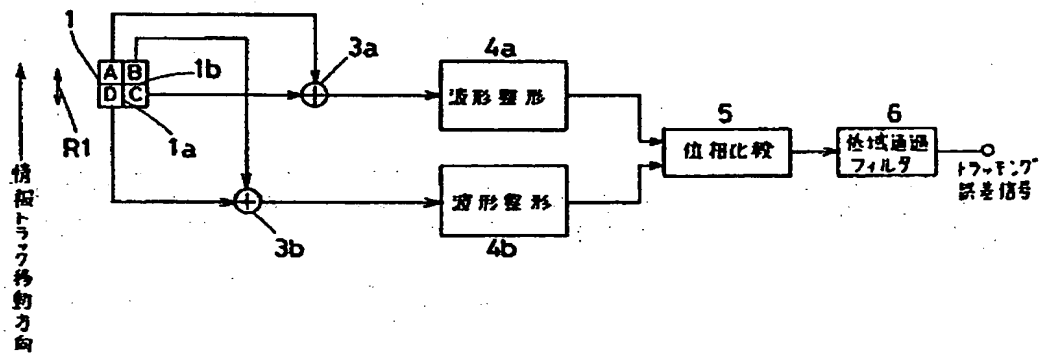 1
A B
D C
1b
1a
R1
情報トラック移動方向
3a
3b
4a
波形整形
波形整形
4b
5
位相比較
6
低域通過
フィルタ
トラッキング
誤差信号